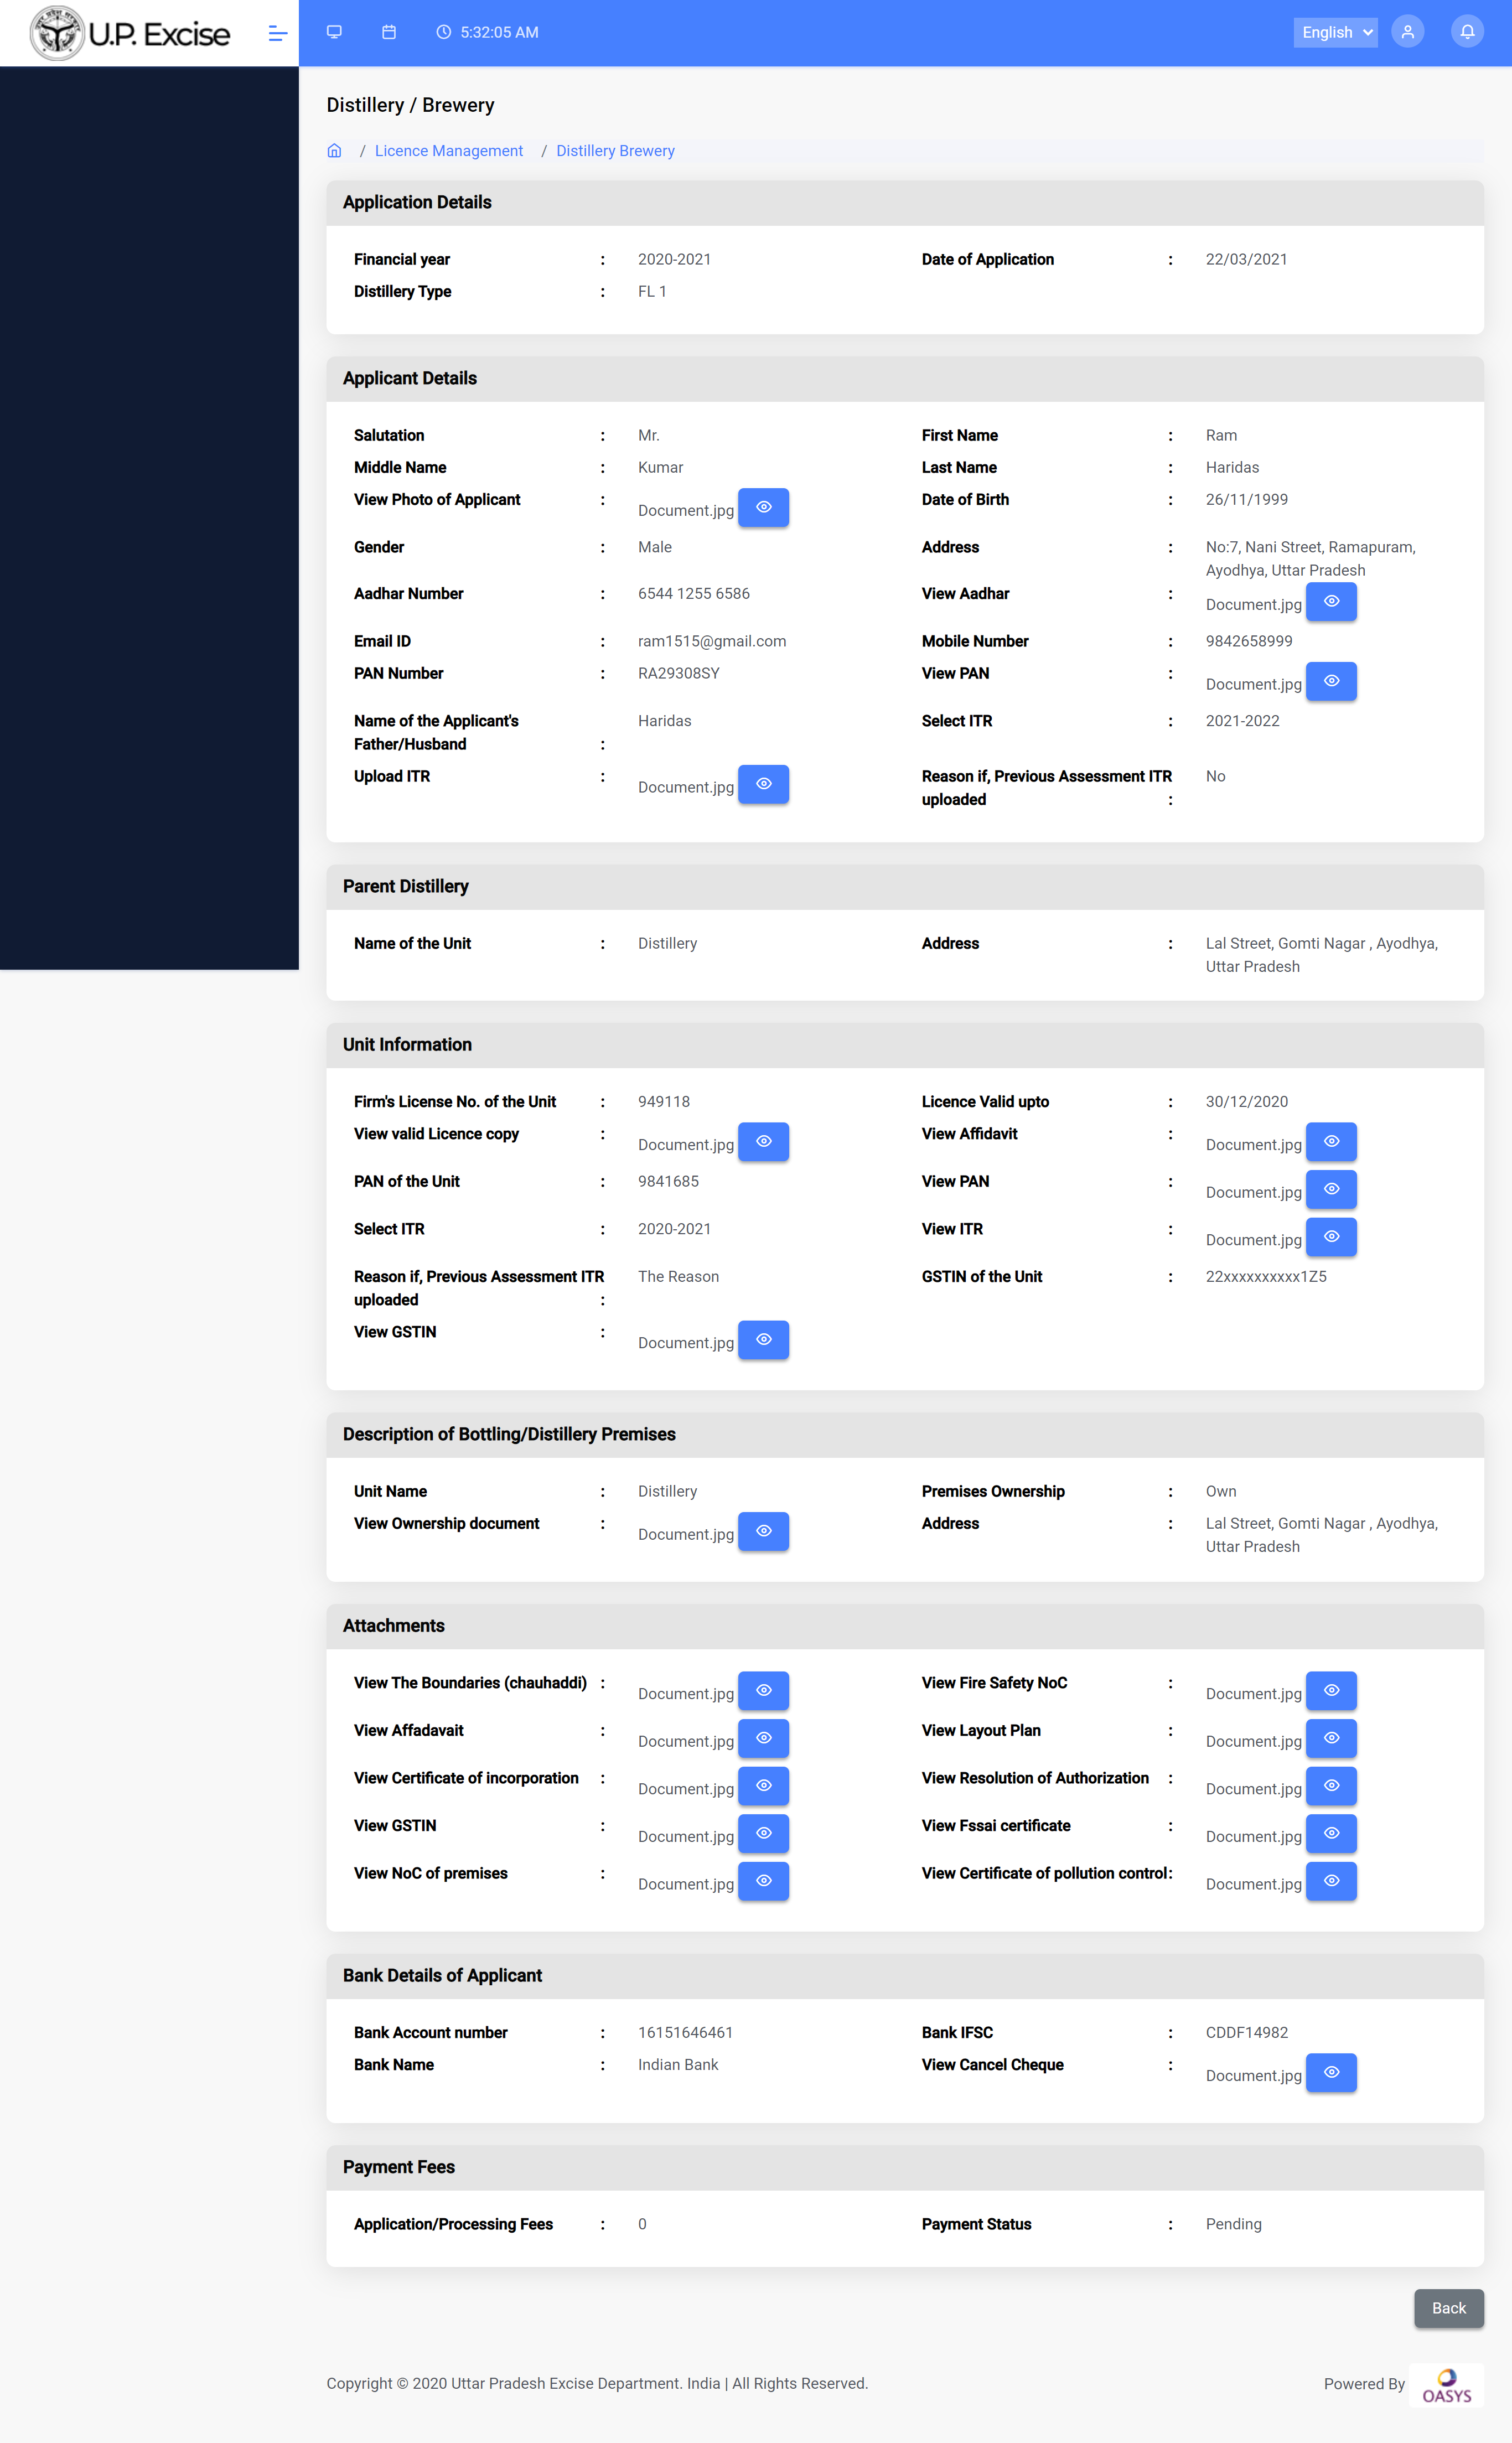 U.P. Excise
5:32:05 AM
English
Distillery / Brewery
/ Licence Management / Distillery Brewery
Application Details
Financial year : 2020-2021 Date of Application : 22/03/2021
Distillery Type : FL 1
Applicant Details
Salutation : Mr. First Name : Ram
Middle Name : Kumar Last Name : Haridas
View Photo of Applicant : Document.jpg Date of Birth : 26/11/1999
Gender : Male Address : No:7, Nani Street, Ramapuram,
Ayodhya, Uttar Pradesh
Aadhar Number : 6544 1255 6586 View Aadhar : Document.jpg
Email ID : ram1515@gmail.com Mobile Number : 9842658999
PAN Number : RA29308SY View PAN : Document.jpg
Name of the Applicant's Haridas Select ITR : 2021-2022
Father/Husband :
Upload ITR : Document.jpg Reason if, Previous Assessment ITR No
uploaded :
Parent Distillery
Name of the Unit : Distillery Address : Lal Street, Gomti Nagar , Ayodhya,
Uttar Pradesh
Unit Information
Firm's License No. of the Unit : 949118 Licence Valid upto : 30/12/2020
View valid Licence copy : Document.jpg View Affidavit : Document.jpg
PAN of the Unit : 9841685 View PAN : Document.jpg
Select ITR : 2020-2021 View ITR : Document.jpg
Reason if, Previous Assessment ITR The Reason GSTIN of the Unit : 22xxxxxxxxxx1Z5
uploaded :
View GSTIN : Document.jpg
Description of Bottling/Distillery Premises
Unit Name : Distillery Premises Ownership : Own
View Ownership document : Document.jpg Address : Lal Street, Gomti Nagar , Ayodhya,
Uttar Pradesh
Attachments
View The Boundaries (chauhaddi) : Document.jpg View Fire Safety NoC : Document.jpg
View Affadavait : Document.jpg View Layout Plan : Document.jpg
View Certificate of incorporation : Document.jpg View Resolution of Authorization : Document.jpg
View GSTIN : Document.jpg View Fssai certificate : Document.jpg
View NoC of premises : Document.jpg View Certificate of pollution control : Document.jpg
Bank Details of Applicant
Bank Account number : 16151646461 Bank IFSC : CDDF14982
Bank Name : Indian Bank View Cancel Cheque : Document.jpg
Payment Fees
Application/Processing Fees : 0 Payment Status : Pending
Back
Copyright © 2020 Uttar Pradesh Excise Department. India | All Rights Reserved. Powered By OASYS